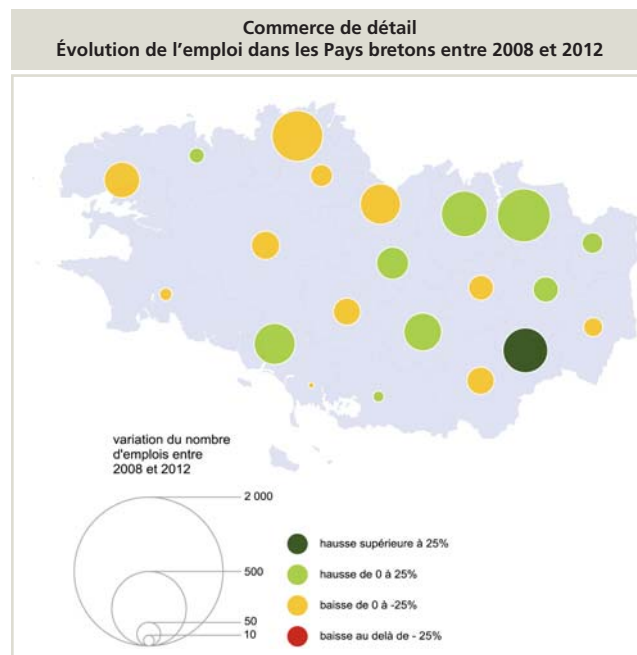 Commerce de détail
Évolution de l’emploi dans les Pays bretons entre 2008 et 2012
variation du nombre
d'emplois entre
2008 et 2012
2 000
500
50
10
hausse supérieure à 25%
hausse de 0 à 25%
baisse de 0 à -25%
baisse au delà de - 25%